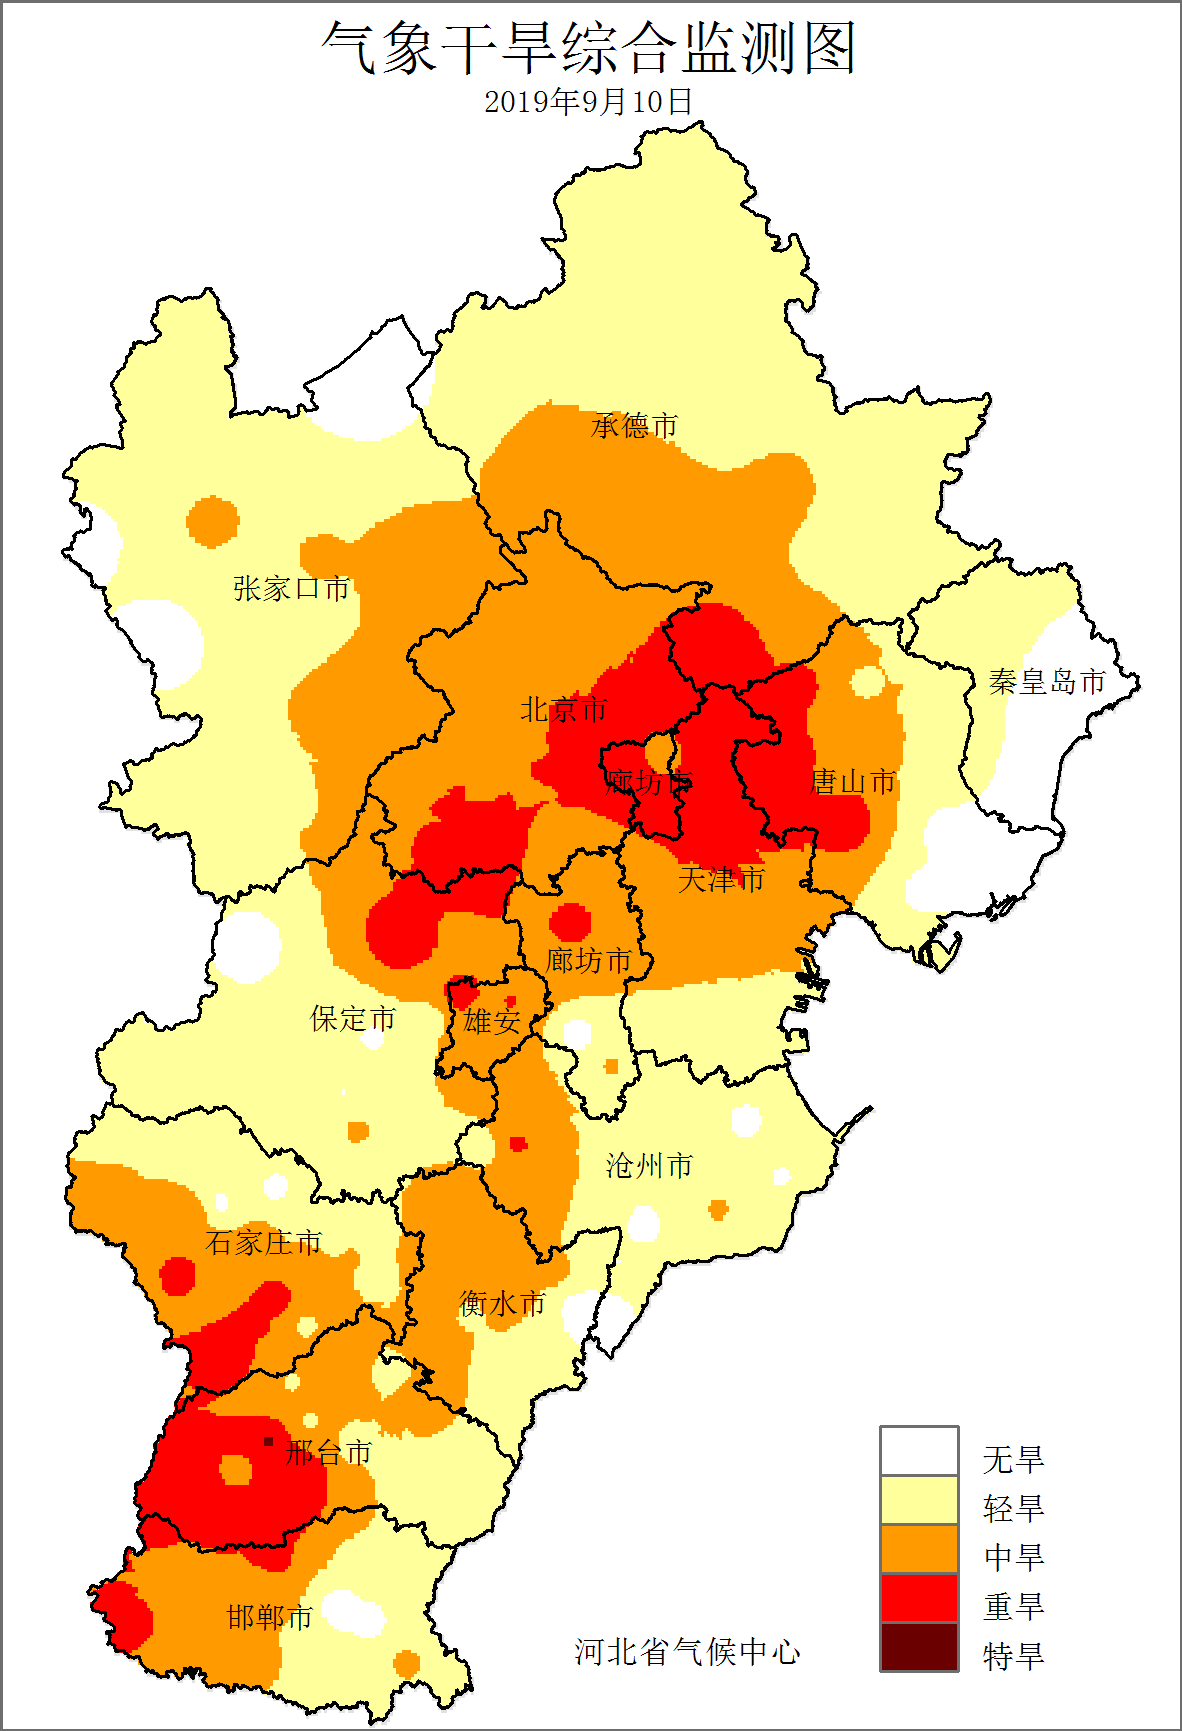 气象干旱综合监测图
2019年9月10日
承德市
张家口市
秦皇岛市
北京市
廊坊市
唐山市
天津市
廊坊市
保定市
雄安
沧州市
石家庄市
衡水市
邢台市
邯郸市
无旱
轻旱
中旱
重旱
特旱
河北省气候中心